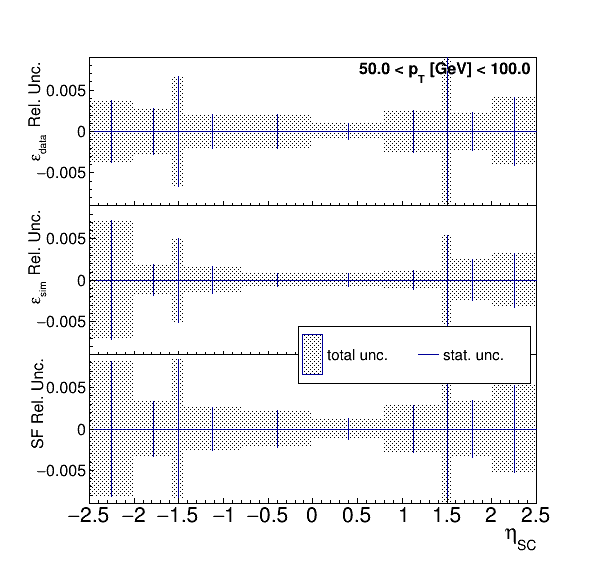 50.0 < p_T [GeV] < 100.0
ε_data Rel. Unc.
0.005
0
−0.005
ε_sim Rel. Unc.
0.005
0
−0.005
total unc. stat. unc.
SF Rel. Unc.
0.005
0
−0.005
−2.5 −2 −1.5 −1 −0.5 0 0.5 1 1.5 2 2.5
η_SC